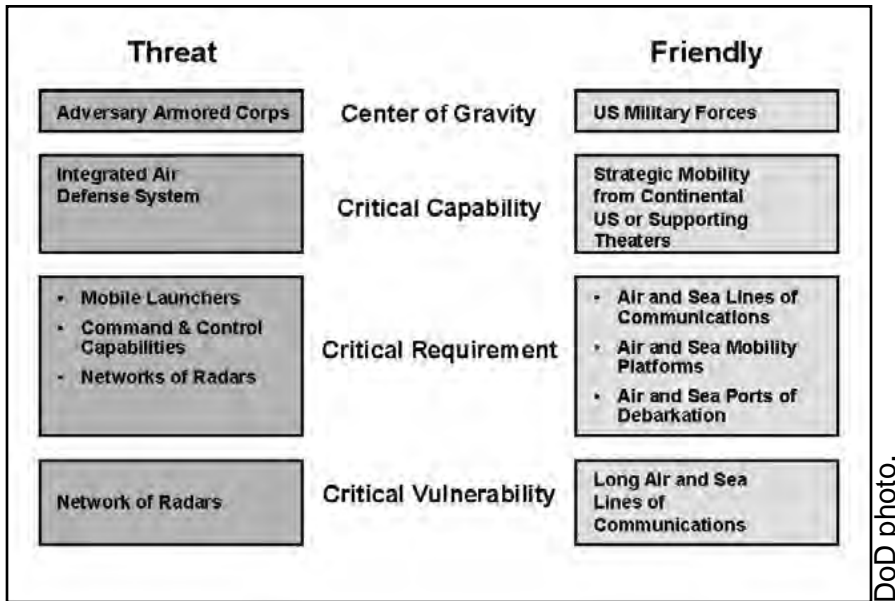 Threat
Friendly
Adversary Armored Corps
Center of Gravity
US Military Forces
Integrated Air
Defense System
Critical Capability
Strategic Mobility
from Continental
US or Supporting
Theaters
• Mobile Launchers
• Command & Control
Capabilities
- Networks of Radars
Critical Requirement
• Air and Sea Lines of
Communications
• Air and Sea Mobility
Platforms
• Air and Sea Ports of
Debarkation
Network of Radars
Critical Vulnerability
Long Air and Sea
Lines of
Communications
DoD photo.